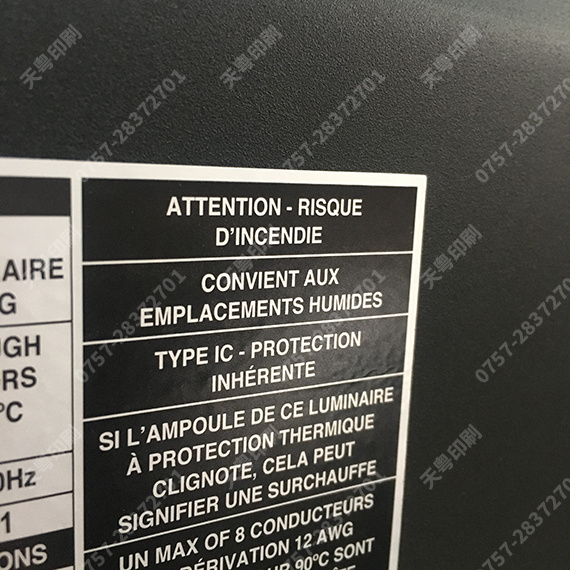 ATTENTION - RISQUE
D'INCENDIE
CONVIENT AUX
EMPLACEMENTS HUMIDES
TYPE IC - PROTECTION
INHÉRENTE
SI L'AMPOULE DE CE LUMINAIRE
À PROTECTION THERMIQUE
CLIGNOTE, CELA PEUT
SIGNIFIER UNE SURCHAUFFE
UN MAX OF 8 CONDUCTEURS
DÉRIVATION 12 AWG
90°C SONT
AIRE
G
UGH
RS
°C
0Hz
1
ONS
天粤印刷
0757-28372701